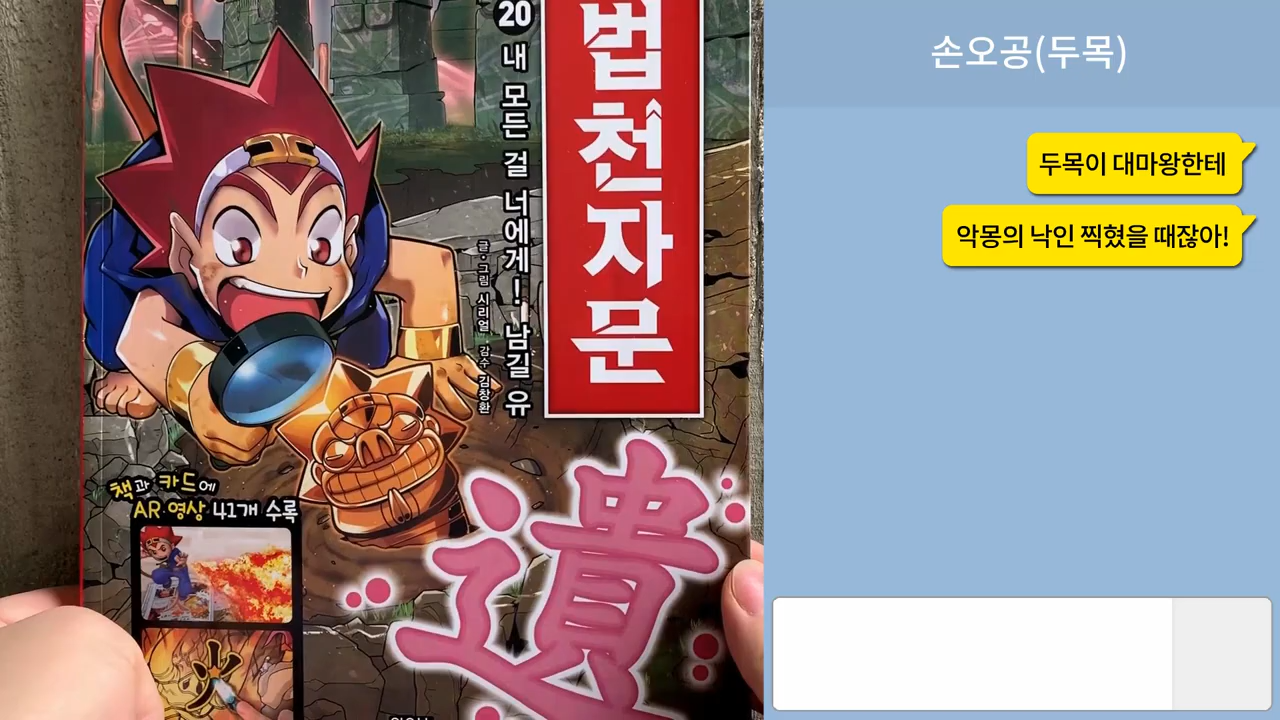 20
내 모든 걸 너에게! 남길 유
법천자문
글·그림 시리얼 감수 김창환
책과 카드에
AR 영상 41개 수록
遺
손오공(두목)
두목이 대마왕한테
악몽의 낙인 찍혔을 때잖아!